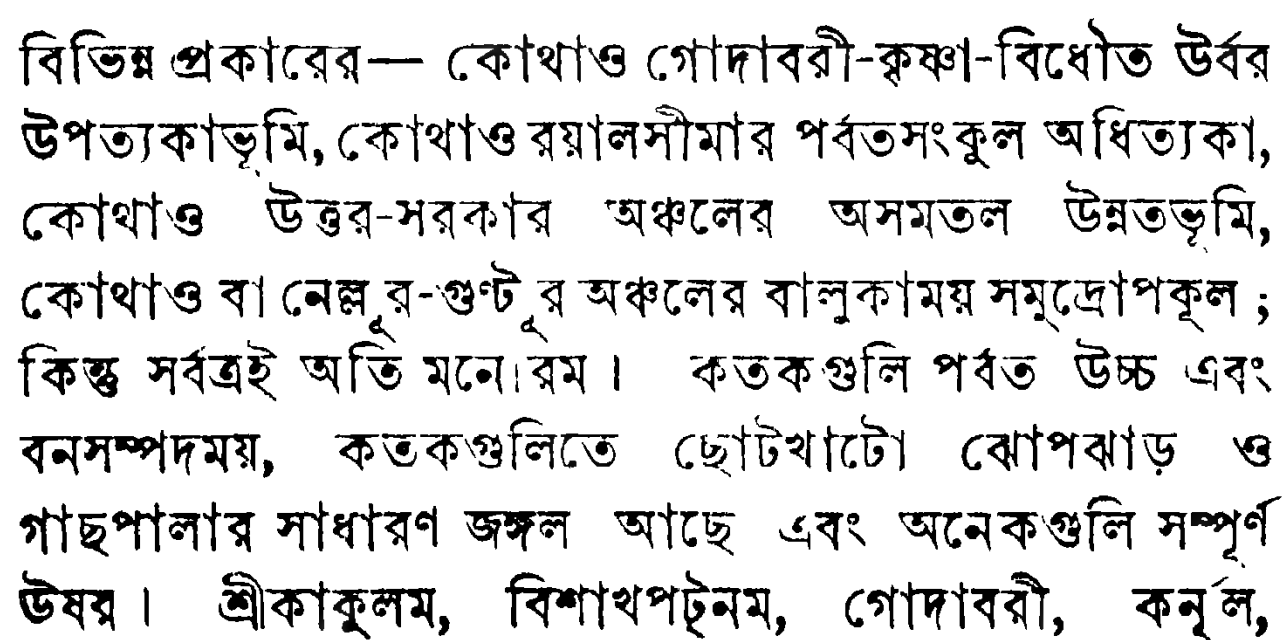 বিভিন্ন প্রকারের— কোথাও গোদাবরী-কৃষ্ণা-বিধৌত উর্বর
উপত্যকাভূমি, কোথাও রয়ালসীমার পর্বতসংকুল অধিত্যকা,
কোথাও উত্তর-সরকার অঞ্চলের অসমতল উন্নতভূমি,
কোথাও বা নেল্লূর-গুণ্টূর অঞ্চলের বালুকাময় সমুদ্রোপকূল ;
কিন্তু সর্বত্রই অতি মনোরম । কতকগুলি পর্বত উচ্চ এবং
বনসম্পদময়, কতকগুলিতে ছোটখাটো ঝোপঝাড় ও
গাছপালার সাধারণ জঙ্গল আছে এবং অনেকগুলি সম্পূর্ণ
ঊষর । শ্রীকাকুলম, বিশাখপট্নম, গোদাবরী, কর্নূল,